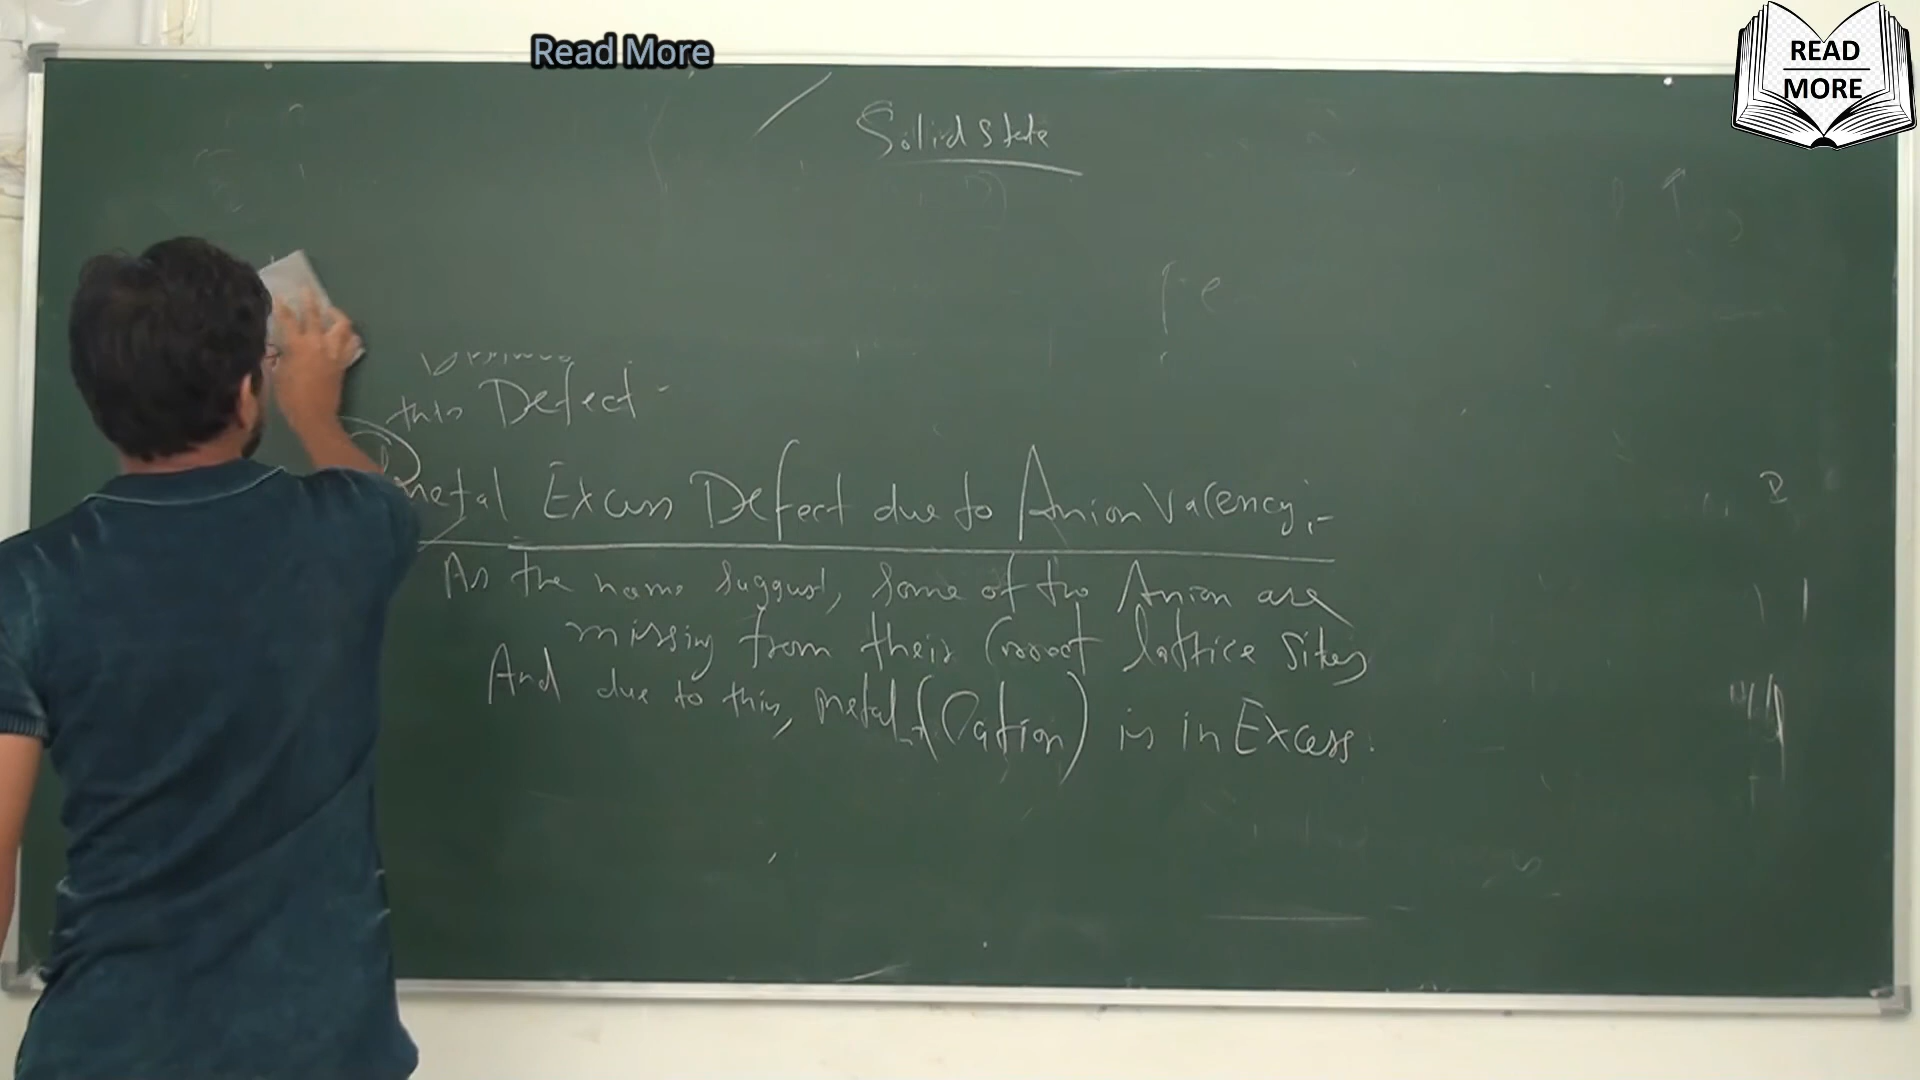 Read More
READ
MORE
Solid state
this Defect -
Metal Excess Defect due to Anion Vacency :-
As the name suggest, some of the Anion are
missing from their Correct lattice Sites
And due to this, metal (Cation) is in Excess.